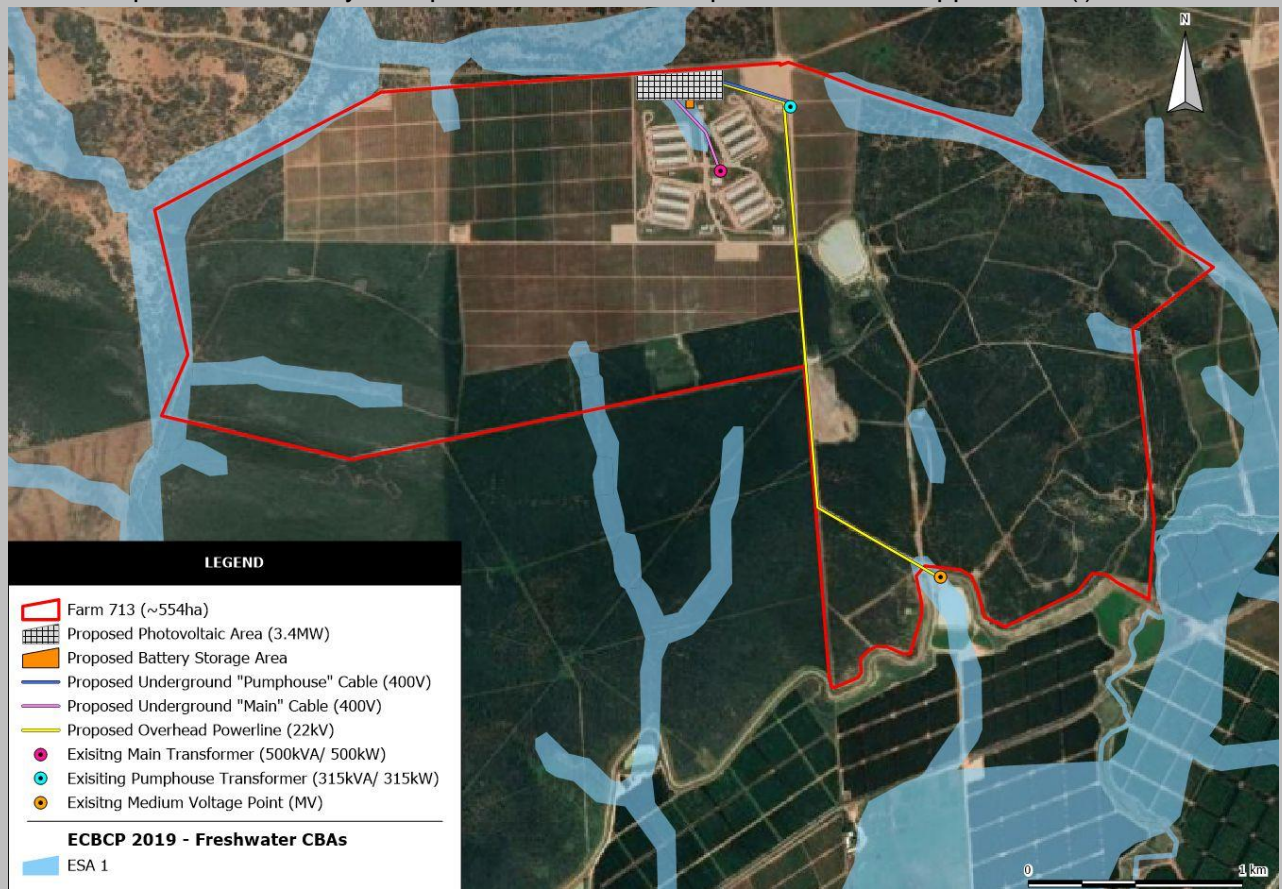 N
LEGEND
Farm 713 (~554ha)
Proposed Photovoltaic Area (3.4MW)
Proposed Battery Storage Area
Proposed Underground "Pumphouse" Cable (400V)
Proposed Underground "Main" Cable (400V)
Proposed Overhead Powerline (22kV)
Exisitng Main Transformer (500kVA/ 500kW)
Exisiting Pumphouse Transformer (315kVA/ 315kW)
Exisitng Medium Voltage Point (MV)
ECBCP 2019 - Freshwater CBAs
ESA 1
0 1 km